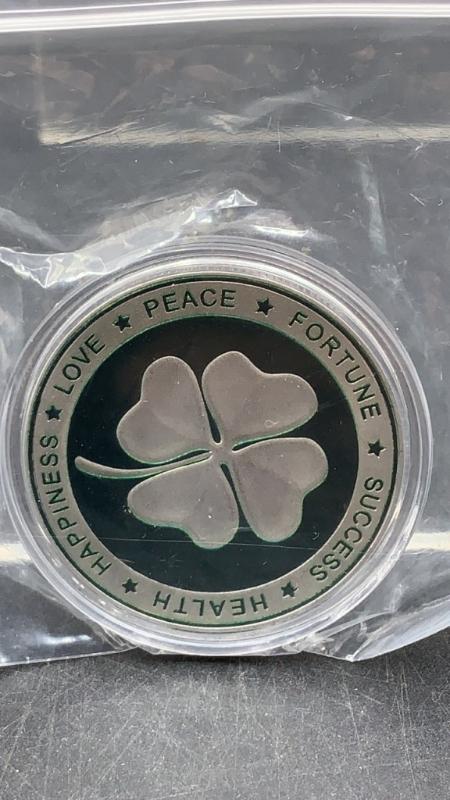 LOVE ★ PEACE ★ FORTUNE ★ SUCCESS ★ HEALTH ★ HAPPINESS ★